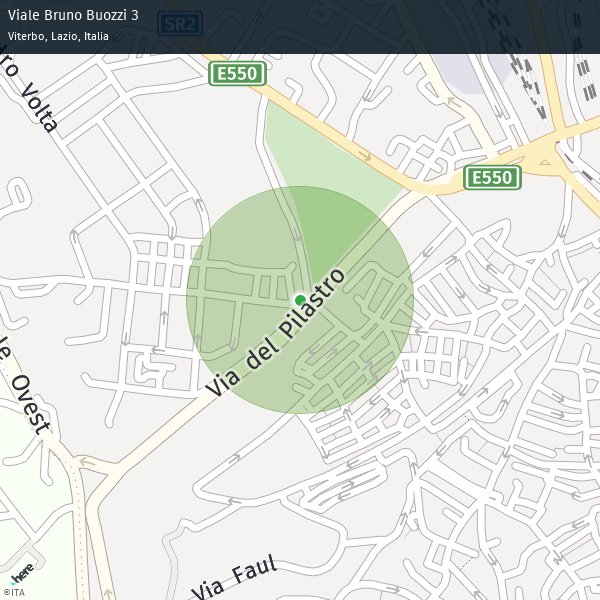 Viale Bruno Buozzi 3
SR2
Viterbo, Lazio, Italia
E550
tro Volta
E550
Via del Pilastro
le Ovest
Via Faul
here
©ITA